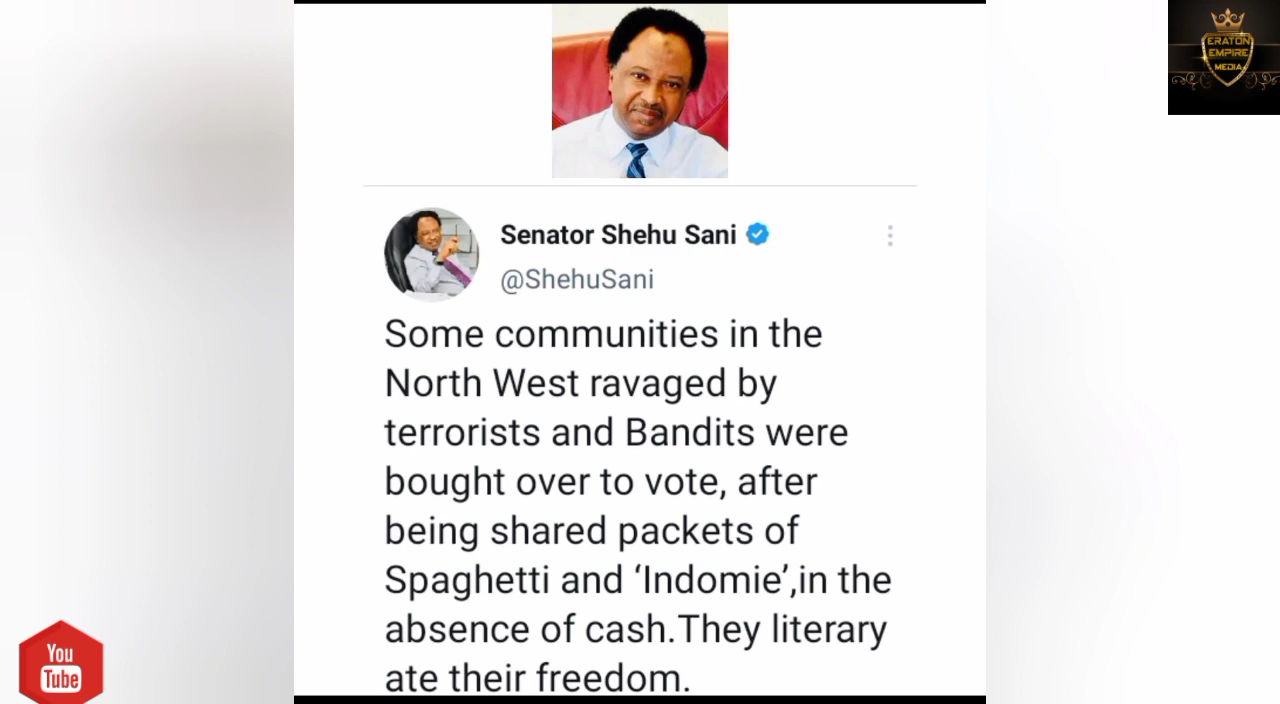 ERATON
EMPIRE
MEDIA
Senator Shehu Sani
@ShehuSani
Some communities in the
North West ravaged by
terrorists and Bandits were
bought over to vote, after
being shared packets of
Spaghetti and ‘Indomie’,in the
absence of cash.They literary
ate their freedom.
You
Tube